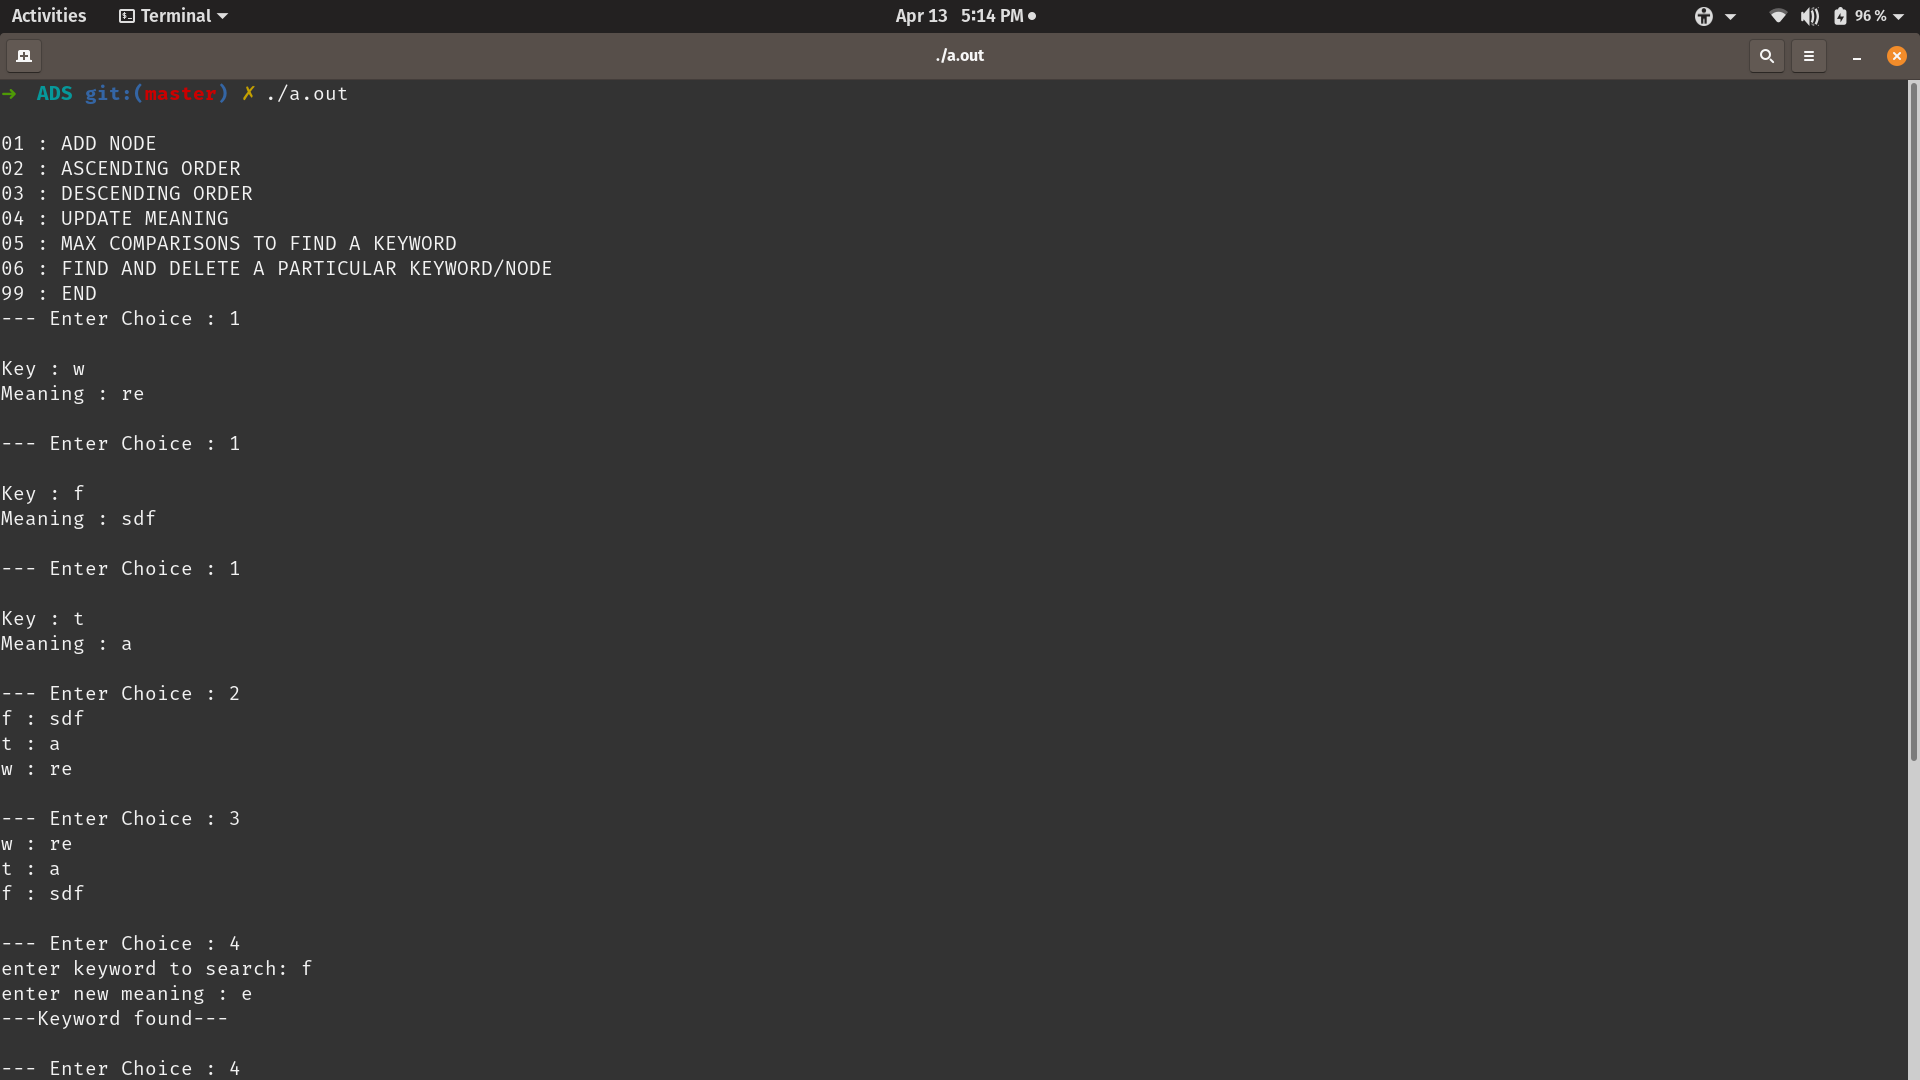 Activities Terminal Apr 13 5:14 PM 96 %
./a.out
→ ADS git:(master) ✗ ./a.out
01 : ADD NODE
02 : ASCENDING ORDER
03 : DESCENDING ORDER
04 : UPDATE MEANING
05 : MAX COMPARISONS TO FIND A KEYWORD
06 : FIND AND DELETE A PARTICULAR KEYWORD/NODE
99 : END
--- Enter Choice : 1
Key : w
Meaning : re
--- Enter Choice : 1
Key : f
Meaning : sdf
--- Enter Choice : 1
Key : t
Meaning : a
--- Enter Choice : 2
f : sdf
t : a
w : re
--- Enter Choice : 3
w : re
t : a
f : sdf
--- Enter Choice : 4
enter keyword to search: f
enter new meaning : e
---Keyword found---
--- Enter Choice : 4